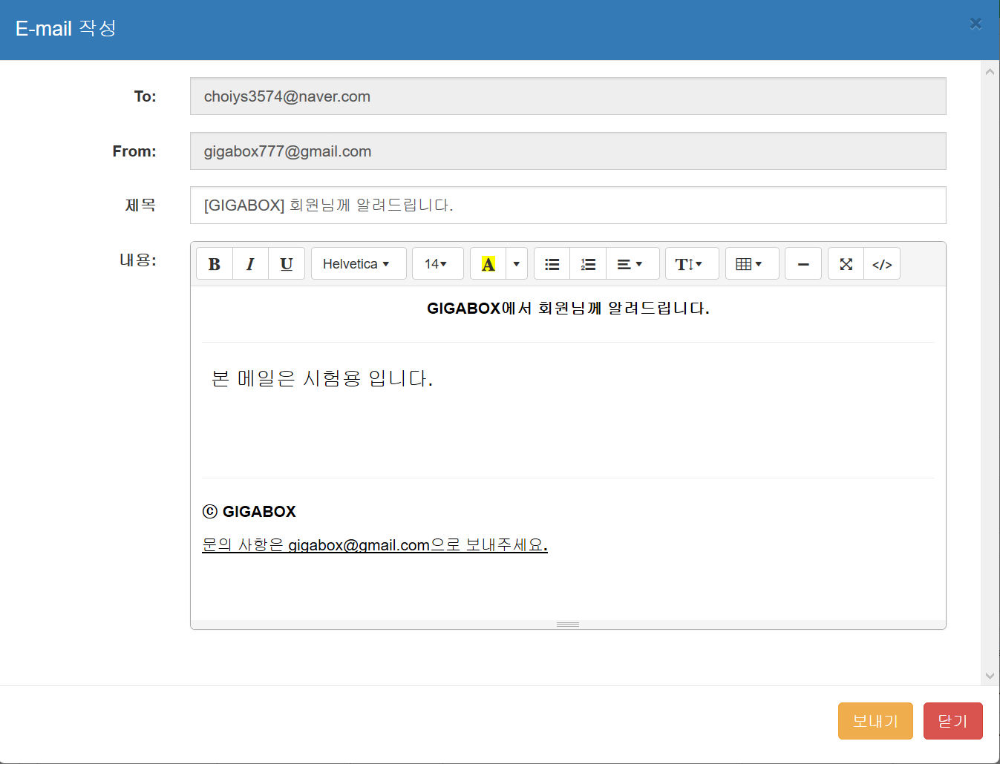 E-mail 작성
×
To:
choiys3574@naver.com
From:
gigabox777@gmail.com
제목
[GIGABOX] 회원님께 알려드립니다.
내용:
B I U Helvetica 14 A T </>
GIGABOX에서 회원님께 알려드립니다.
본 메일은 시험용 입니다.
ⓒ GIGABOX
문의 사항은 gigabox@gmail.com으로 보내주세요.
보내기 닫기